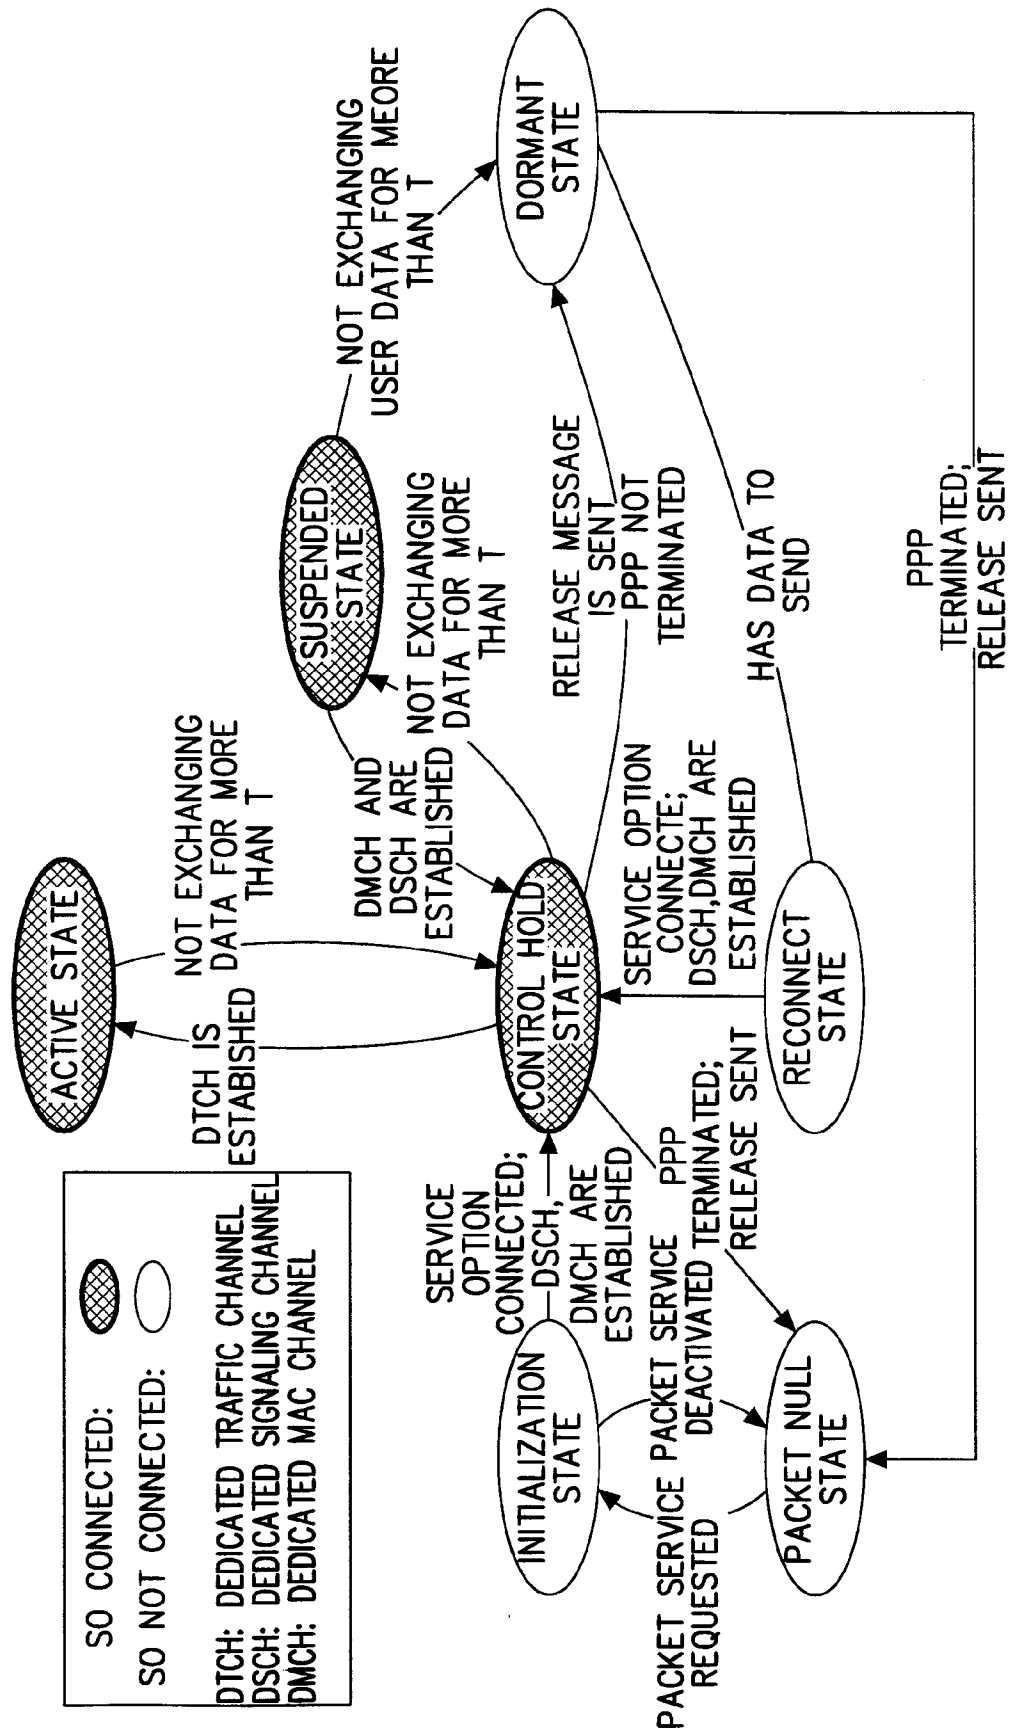 SO CONNECTED:
SO NOT CONNECTED:
DTCH: DEDICATED TRAFFIC CHANNEL
DSCH: DEDICATED SIGNALING CHANNEL
DMCH: DEDICATED MAC CHANNEL
ACTIVE STATE
DTCH IS
ESTABISHED
NOT EXCHANGING
DATA FOR MORE
THAN T
SUSPENDED
STATE
NOT EXCHANGING
USER DATA FOR MEORE
THAN T
DMCH AND
DSCH ARE
ESTABLISHED
NOT EXCHANGING
DATA FOR MORE
THAN T
SERVICE
OPTION
CONNECTED;
DSCH,
DMCH ARE
ESTABLISHED
INITIALIZATION
STATE
CONTROL HOLD
STATE
DORMANT
STATE
RELEASE MESSAGE
IS SENT
PPP NOT
TERMINATED
PACKET SERVICE
REQUESTED
PACKET SERVICE
DEACTIVATED
PPP
TERMINATED;
RELEASE SENT
SERVICE OPTION
CONNECTE;
DSCH,DMCH ARE
ESTABLISHED
HAS DATA TO
SEND
PACKET NULL
STATE
RECONNECT
STATE
PPP
TERMINATED;
RELEASE SENT